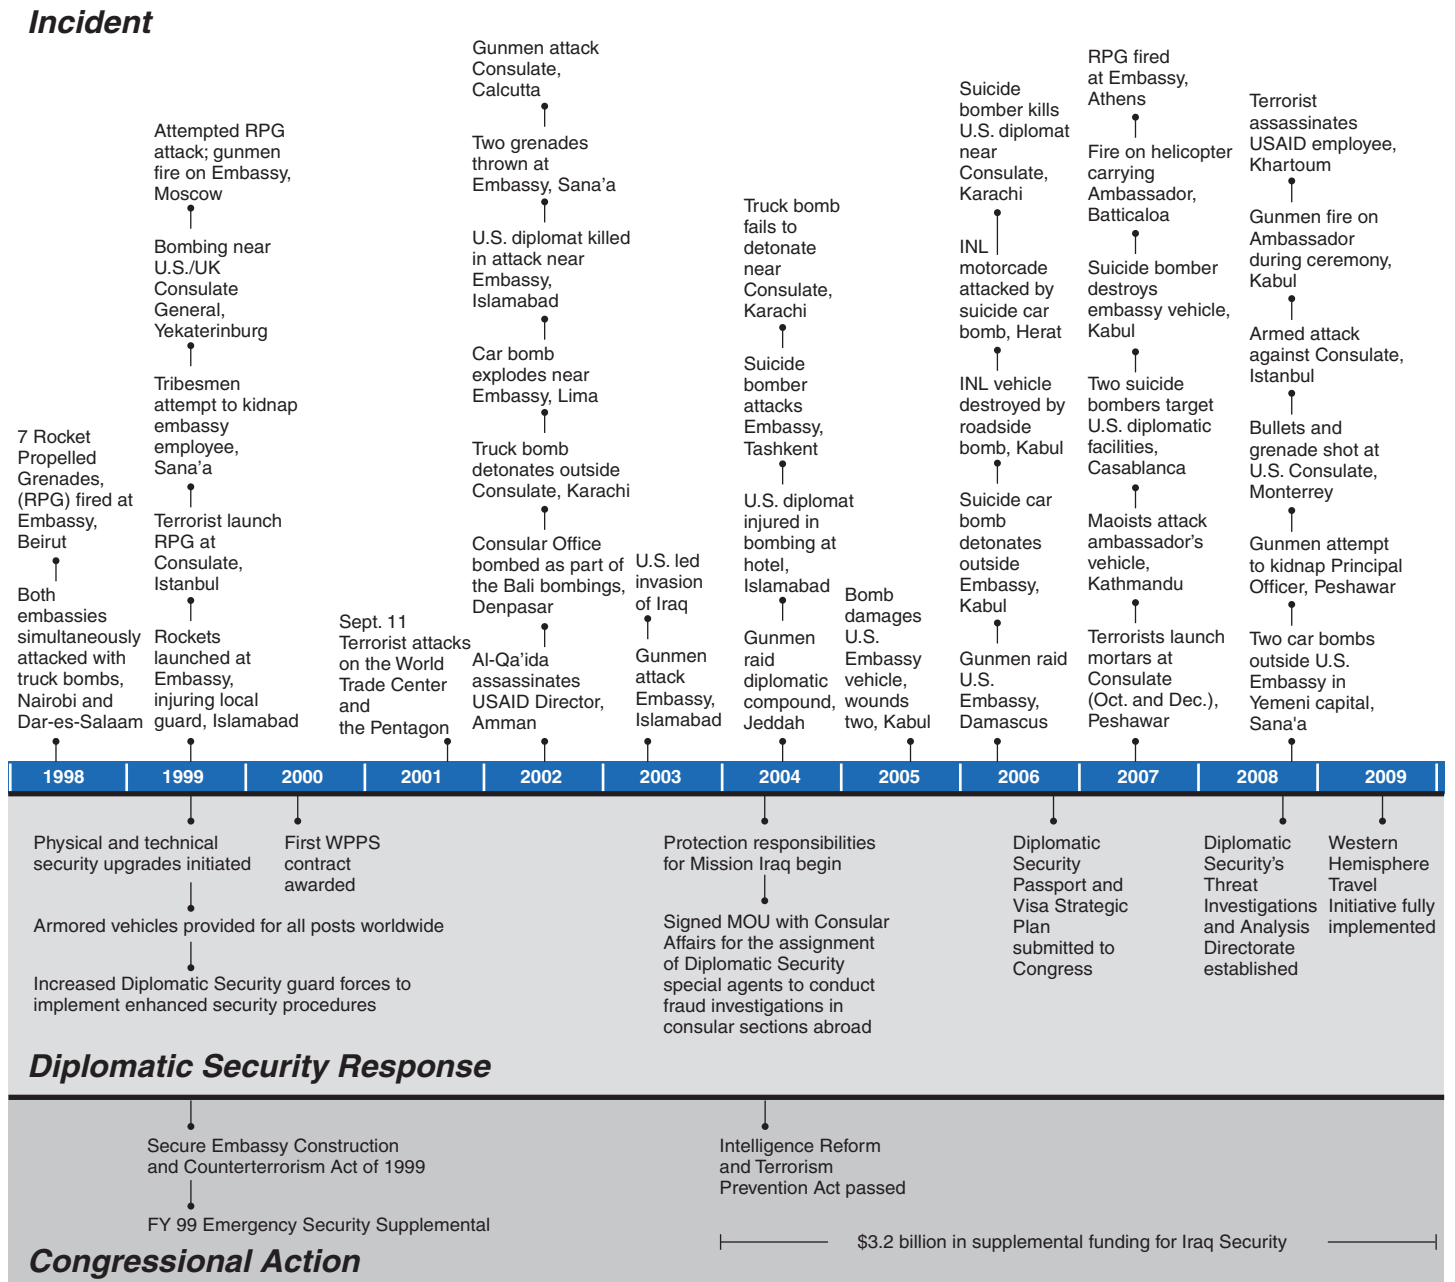 Incident
7 Rocket
Propelled
Grenades,
(RPG) fired at
Embassy,
Beirut
Both
embassies
simultaneously
attacked with
truck bombs,
Nairobi and
Dar-es-Salaam
Attempted RPG
attack; gunmen
fire on Embassy,
Moscow
Bombing near
U.S./UK
Consulate
General,
Yekaterinburg
Tribesmen
attempt to kidnap
embassy
employee,
Sana’a
Terrorist launch
RPG at
Consulate,
Istanbul
Rockets
launched at
Embassy,
injuring local
guard, Islamabad
Sept. 11
Terrorist attacks
on the World
Trade Center
and
the Pentagon
Gunmen attack
Consulate,
Calcutta
Two grenades
thrown at
Embassy, Sana’a
U.S. diplomat killed
in attack near
Embassy,
Islamabad
Car bomb
explodes near
Embassy, Lima
Truck bomb
detonates outside
Consulate, Karachi
Consular Office
bombed as part of
the Bali bombings,
Denpasar
Al-Qa’ida
assassinates
USAID Director,
Amman
U.S. led
invasion
of Iraq
Gunmen
attack
Embassy,
Islamabad
Truck bomb
fails to
detonate
near
Consulate,
Karachi
Suicide
bomber
attacks
Embassy,
Tashkent
U.S. diplomat
injured in
bombing at
hotel,
Islamabad
Gunmen
raid
diplomatic
compound,
Jeddah
Bomb
damages
U.S.
Embassy
vehicle,
wounds
two, Kabul
Suicide
bomber kills
U.S. diplomat
near
Consulate,
Karachi
INL
motorcade
attacked by
suicide car
bomb, Herat
INL vehicle
destroyed by
roadside
bomb, Kabul
Suicide car
bomb
detonates
outside
Embassy,
Kabul
Gunmen raid
U.S.
Embassy,
Damascus
RPG fired
at Embassy,
Athens
Fire on helicopter
carrying
Ambassador,
Batticaloa
Suicide bomber
destroys
embassy vehicle,
Kabul
Two suicide
bombers target
U.S. diplomatic
facilities,
Casablanca
Maoists attack
ambassador’s
vehicle,
Kathmandu
Terrorists launch
mortars at
Consulate
(Oct. and Dec.),
Peshawar
Terrorist
assassinates
USAID employee,
Khartoum
Gunmen fire on
Ambassador
during ceremony,
Kabul
Armed attack
against Consulate,
Istanbul
Bullets and
grenade shot at
U.S. Consulate,
Monterrey
Gunmen attempt
to kidnap Principal
Officer, Peshawar
Two car bombs
outside U.S.
Embassy in
Yemeni capital,
Sana'a
1998 1999 2000 2001 2002 2003 2004 2005 2006 2007 2008 2009
Physical and technical
security upgrades initiated
Armored vehicles provided for all posts worldwide
Increased Diplomatic Security guard forces to
implement enhanced security procedures
First WPPS
contract
awarded
Protection responsibilities
for Mission Iraq begin
Signed MOU with Consular
Affairs for the assignment
of Diplomatic Security
special agents to conduct
fraud investigations in
consular sections abroad
Diplomatic
Security
Passport and
Visa Strategic
Plan
submitted to
Congress
Diplomatic
Security’s
Threat
Investigations
and Analysis
Directorate
established
Western
Hemisphere
Travel
Initiative fully
implemented
Diplomatic Security Response
Secure Embassy Construction
and Counterterrorism Act of 1999
FY 99 Emergency Security Supplemental
Intelligence Reform
and Terrorism
Prevention Act passed
$3.2 billion in supplemental funding for Iraq Security
Congressional Action